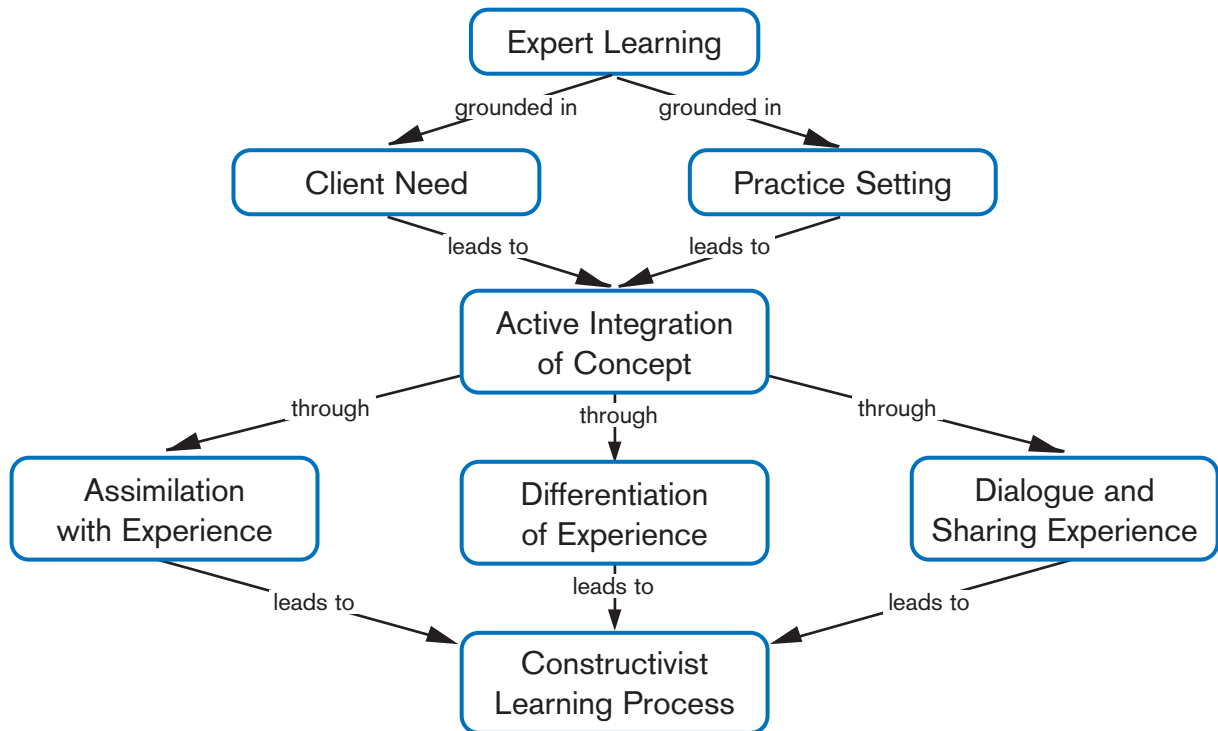 Expert Learning
grounded in
grounded in
Client Need
Practice Setting
leads to
leads to
Active Integration
of Concept
through
through
through
Assimilation
with Experience
Differentiation
of Experience
Dialogue and
Sharing Experience
leads to
leads to
leads to
Constructivist
Learning Process